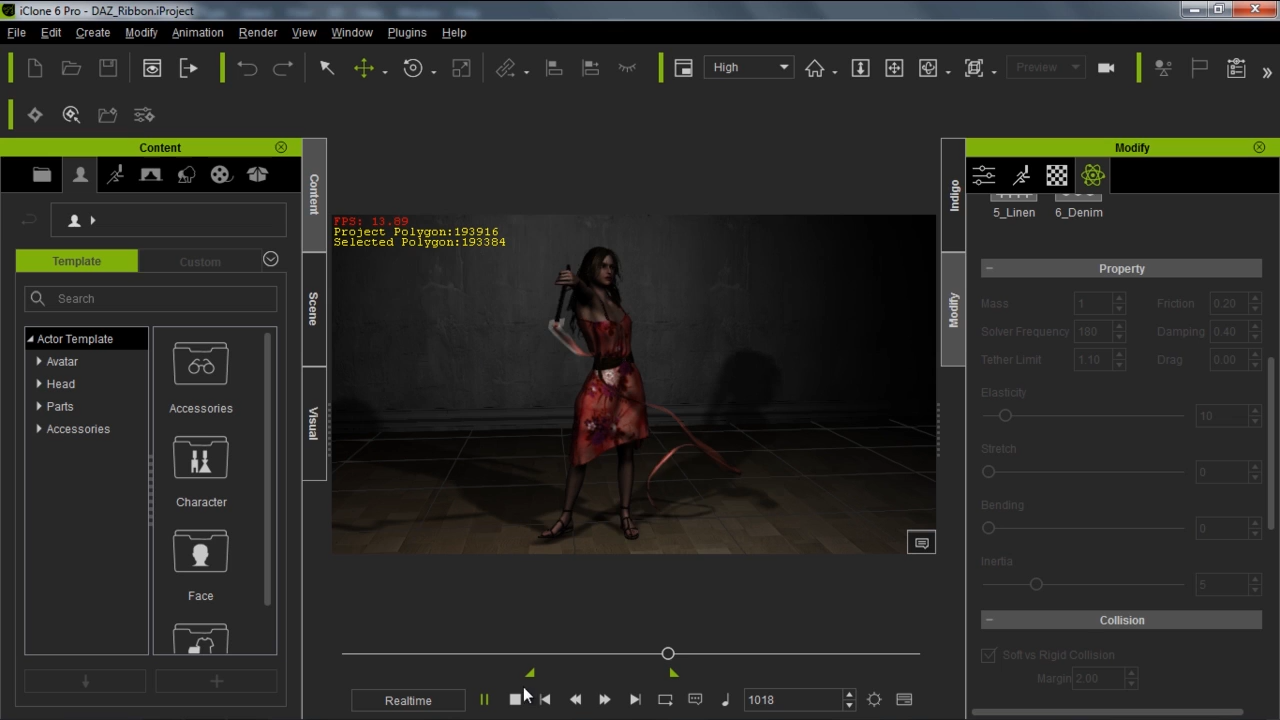 iClone 6 Pro - DAZ_Ribbon.iProject
File Edit Create Modify Animation Render View Window Plugins Help
High
Preview
Content
Modify
Content
Scene
Visual
Template
Custom
Search
Actor Template
Avatar
Head
Parts
Accessories
Accessories
Character
Face
FPS: 13.89
Project Polygon:193916
Selected Polygon:193384
Realtime
1018
Indigo
Modify
5_Linen 6_Denim
Property
Mass 1 Friction 0.20
Solver Frequency 180 Damping 0.40
Tether Limit 1.10 Drag 0.00
Elasticity
10
Stretch
0
Bending
0
Inertia
5
Collision
Soft vs Rigid Collision
Margin 2.00